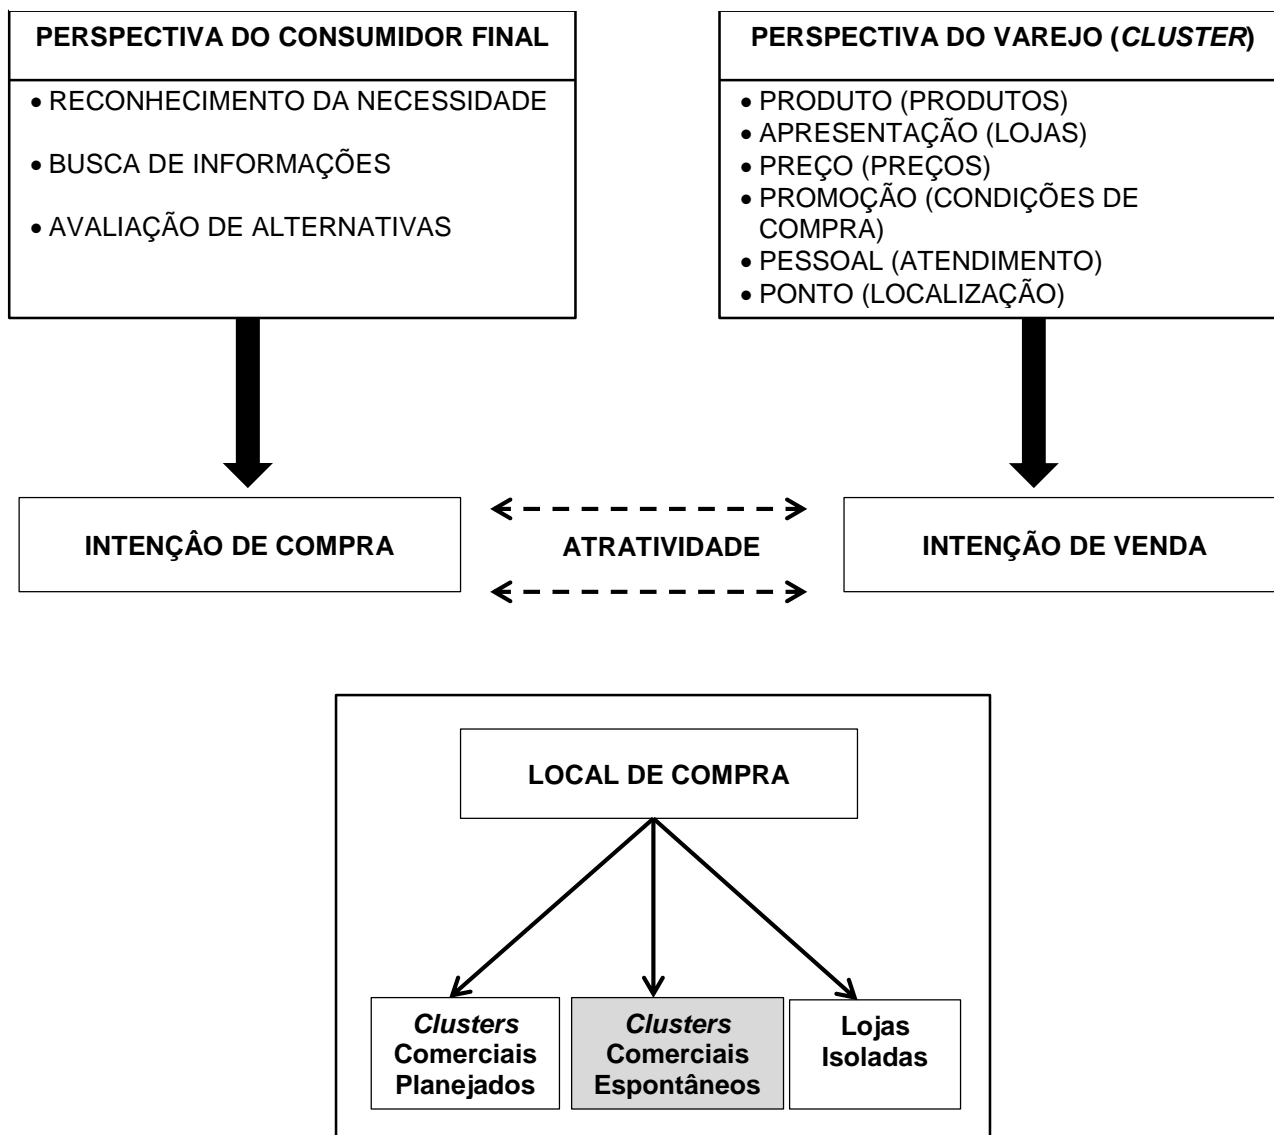 PERSPECTIVA DO CONSUMIDOR FINAL
• RECONHECIMENTO DA NECESSIDADE
• BUSCA DE INFORMAÇÕES
• AVALIAÇÃO DE ALTERNATIVAS
PERSPECTIVA DO VAREJO (CLUSTER)
• PRODUTO (PRODUTOS)
• APRESENTAÇÃO (LOJAS)
• PREÇO (PREÇOS)
• PROMOÇÃO (CONDIÇÕES DE
COMPRA)
• PESSOAL (ATENDIMENTO)
• PONTO (LOCALIZAÇÃO)
INTENÇÂO DE COMPRA
ATRATIVIDADE
INTENÇÃO DE VENDA
LOCAL DE COMPRA
Clusters
Comerciais
Planejados
Clusters
Comerciais
Espontâneos
Lojas
Isoladas